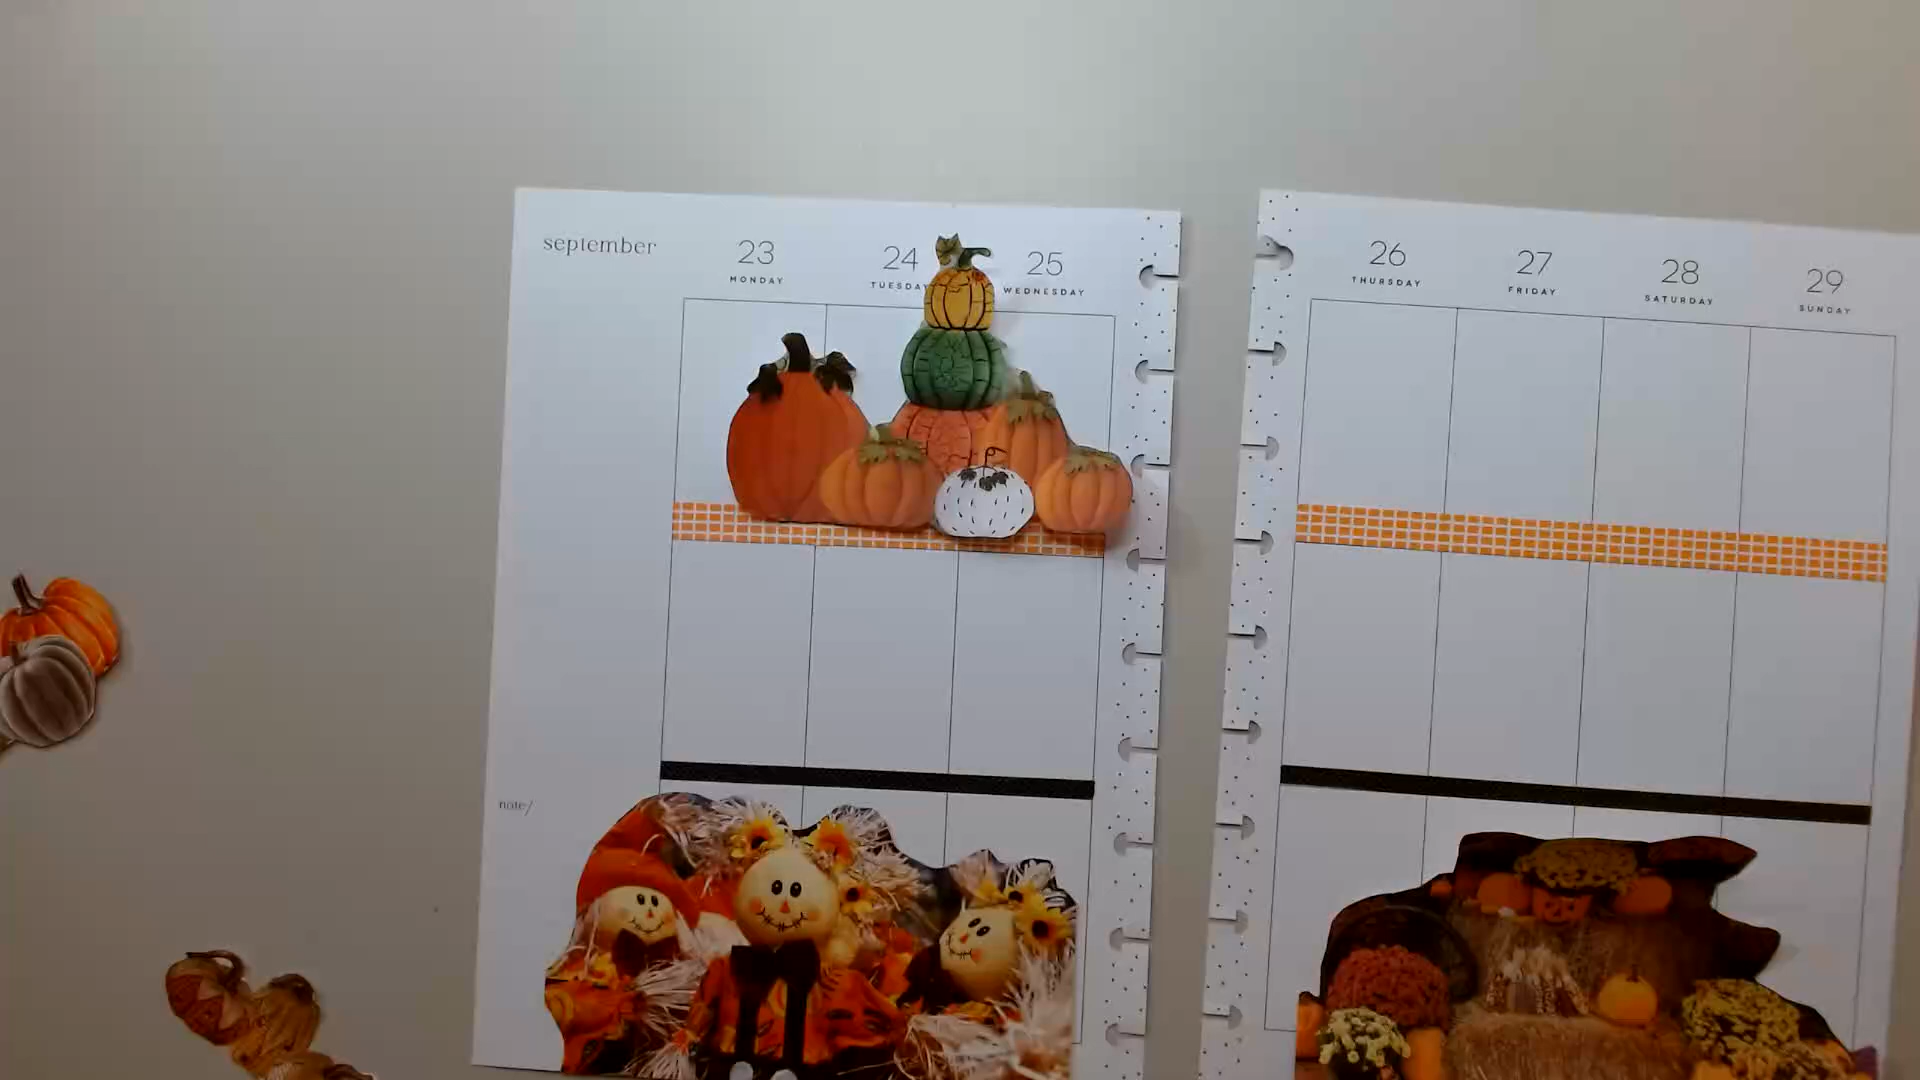 september
23 24 25
MONDAY TUESDAY WEDNESDAY
26 27 28 29
THURSDAY FRIDAY SATURDAY SUNDAY
note/